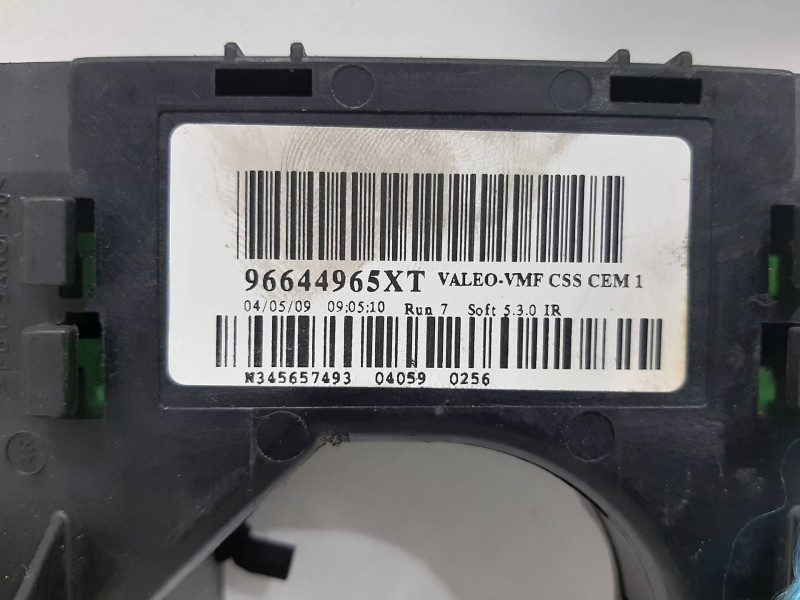 96644965XT VALEO-VMF CSS CEM 1
04/05/09 09:05:10 Run 7 Soft 5.3.0 IR
N345657493 04059 0256